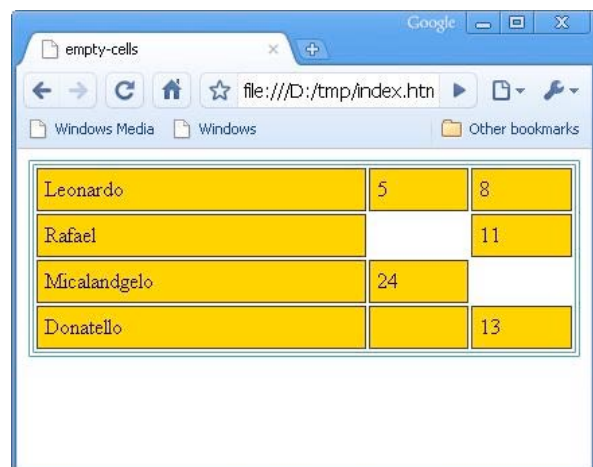 Google
empty-cells
file:///D:/tmp/index.htn
Windows Media Windows Other bookmarks
Leonardo 5 8
Rafael 11
Micalandgelo 24
Donatello 13